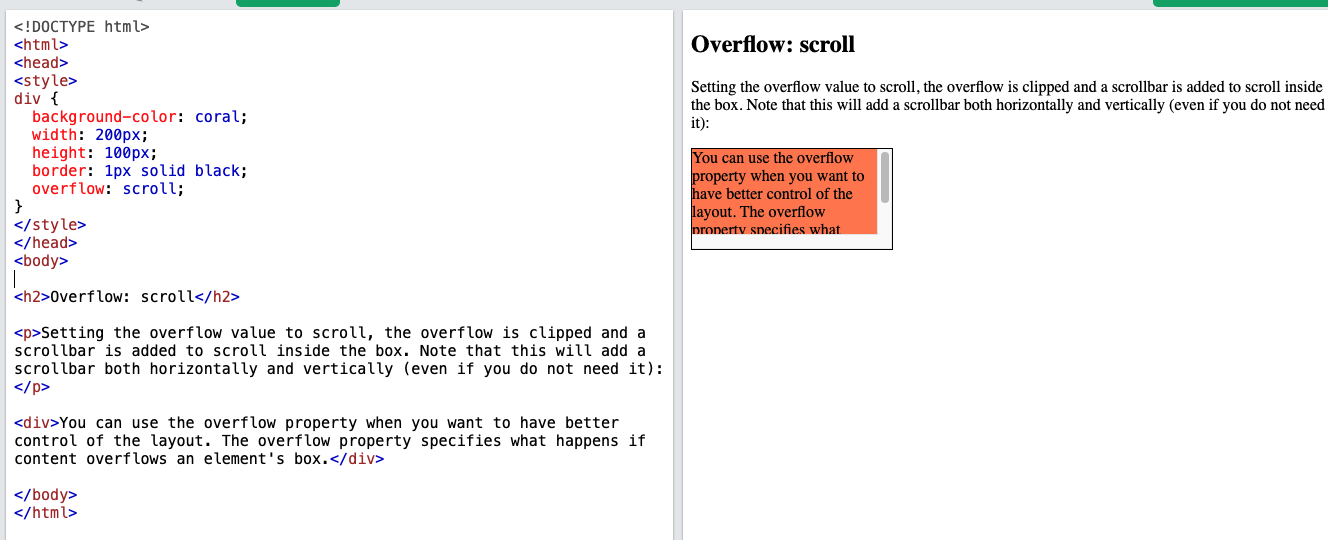 <!DOCTYPE html>
<html>
<head>
<style>
div {
  background-color: coral;
  width: 200px;
  height: 100px;
  border: 1px solid black;
  overflow: scroll;
}
</style>
</head>
<body>

<h2>Overflow: scroll</h2>

<p>Setting the overflow value to scroll, the overflow is clipped and a
scrollbar is added to scroll inside the box. Note that this will add a
scrollbar both horizontally and vertically (even if you do not need it):
</p>

<div>You can use the overflow property when you want to have better
control of the layout. The overflow property specifies what happens if
content overflows an element's box.</div>

</body>
</html>
Overflow: scroll
Setting the overflow value to scroll, the overflow is clipped and a scrollbar is added to scroll inside
the box. Note that this will add a scrollbar both horizontally and vertically (even if you do not need
it):
You can use the overflow
property when you want to
have better control of the
layout. The overflow
property specifies what